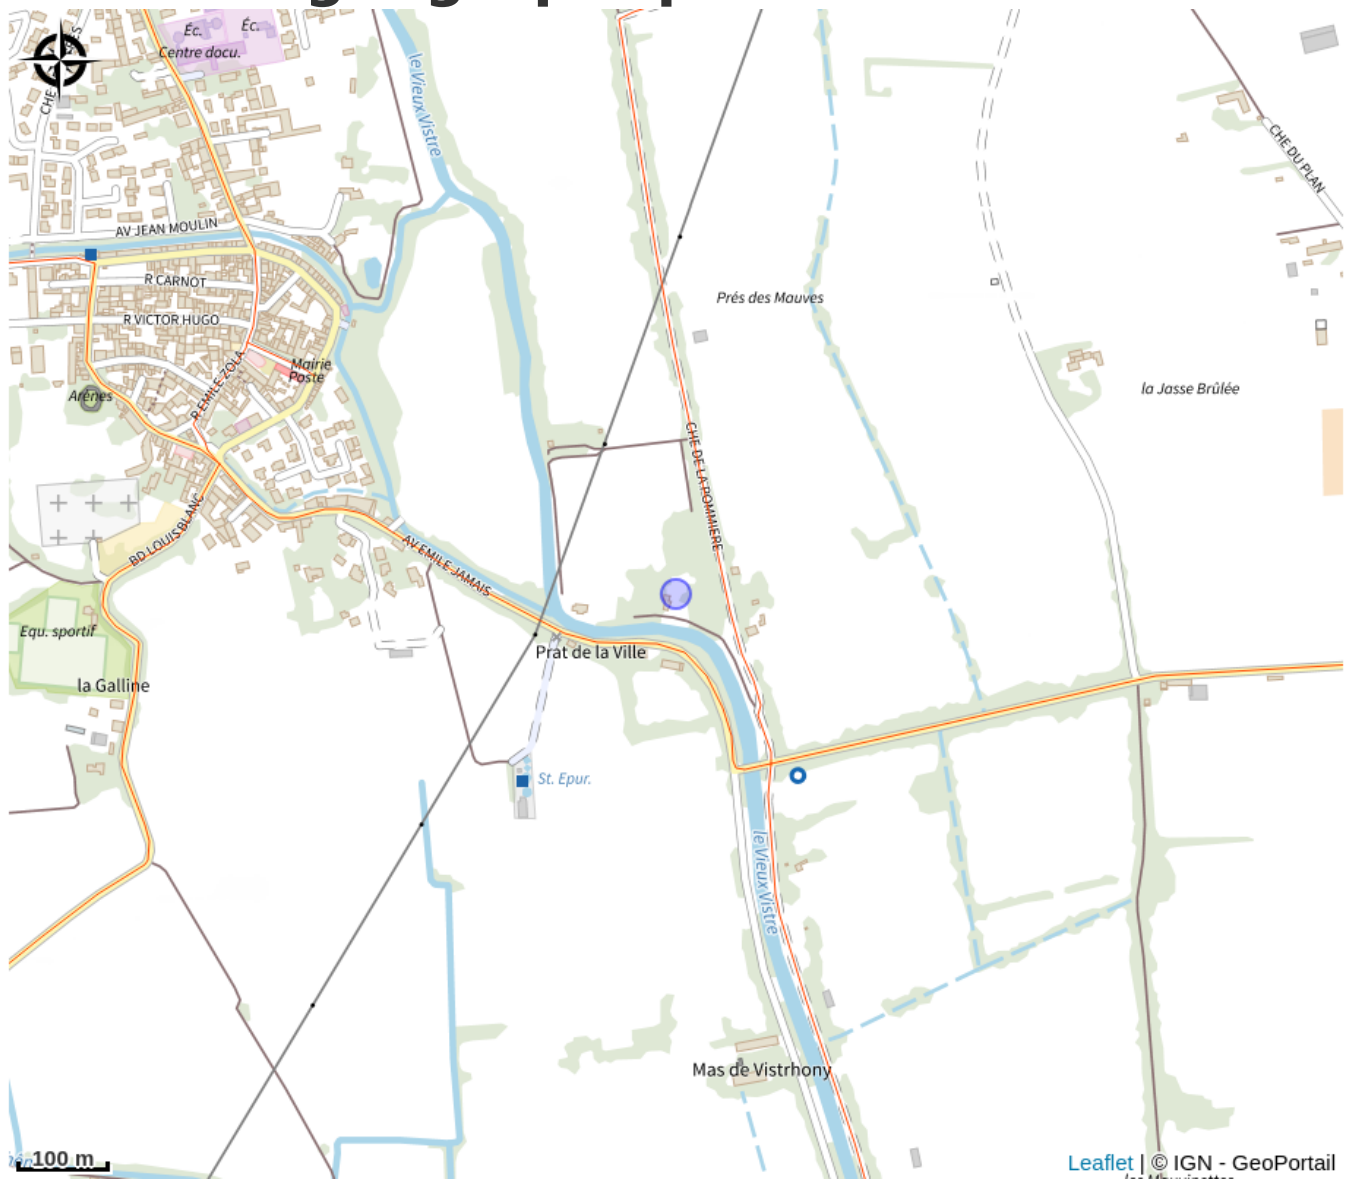 Éc.
Éc.
Centre docu.
le Vieux Vistre
CHE DU PLAN
AV JEAN MOULIN
R CARNOT
Prés des Mauves
R VICTOR HUGO
Mairie
Poste
R EMILE ZOLA
Arènes
la Jasse Brûlée
CHE DE LA POMMIERE
BD LOUIS BLANC
AV EMILE JAMAIS
Equ. sportif
Prat de la Ville
la Galline
St. Epur.
le Vieux Vistre
Mas de Vistrhony
100 m
Leaflet | © IGN - GeoPortail